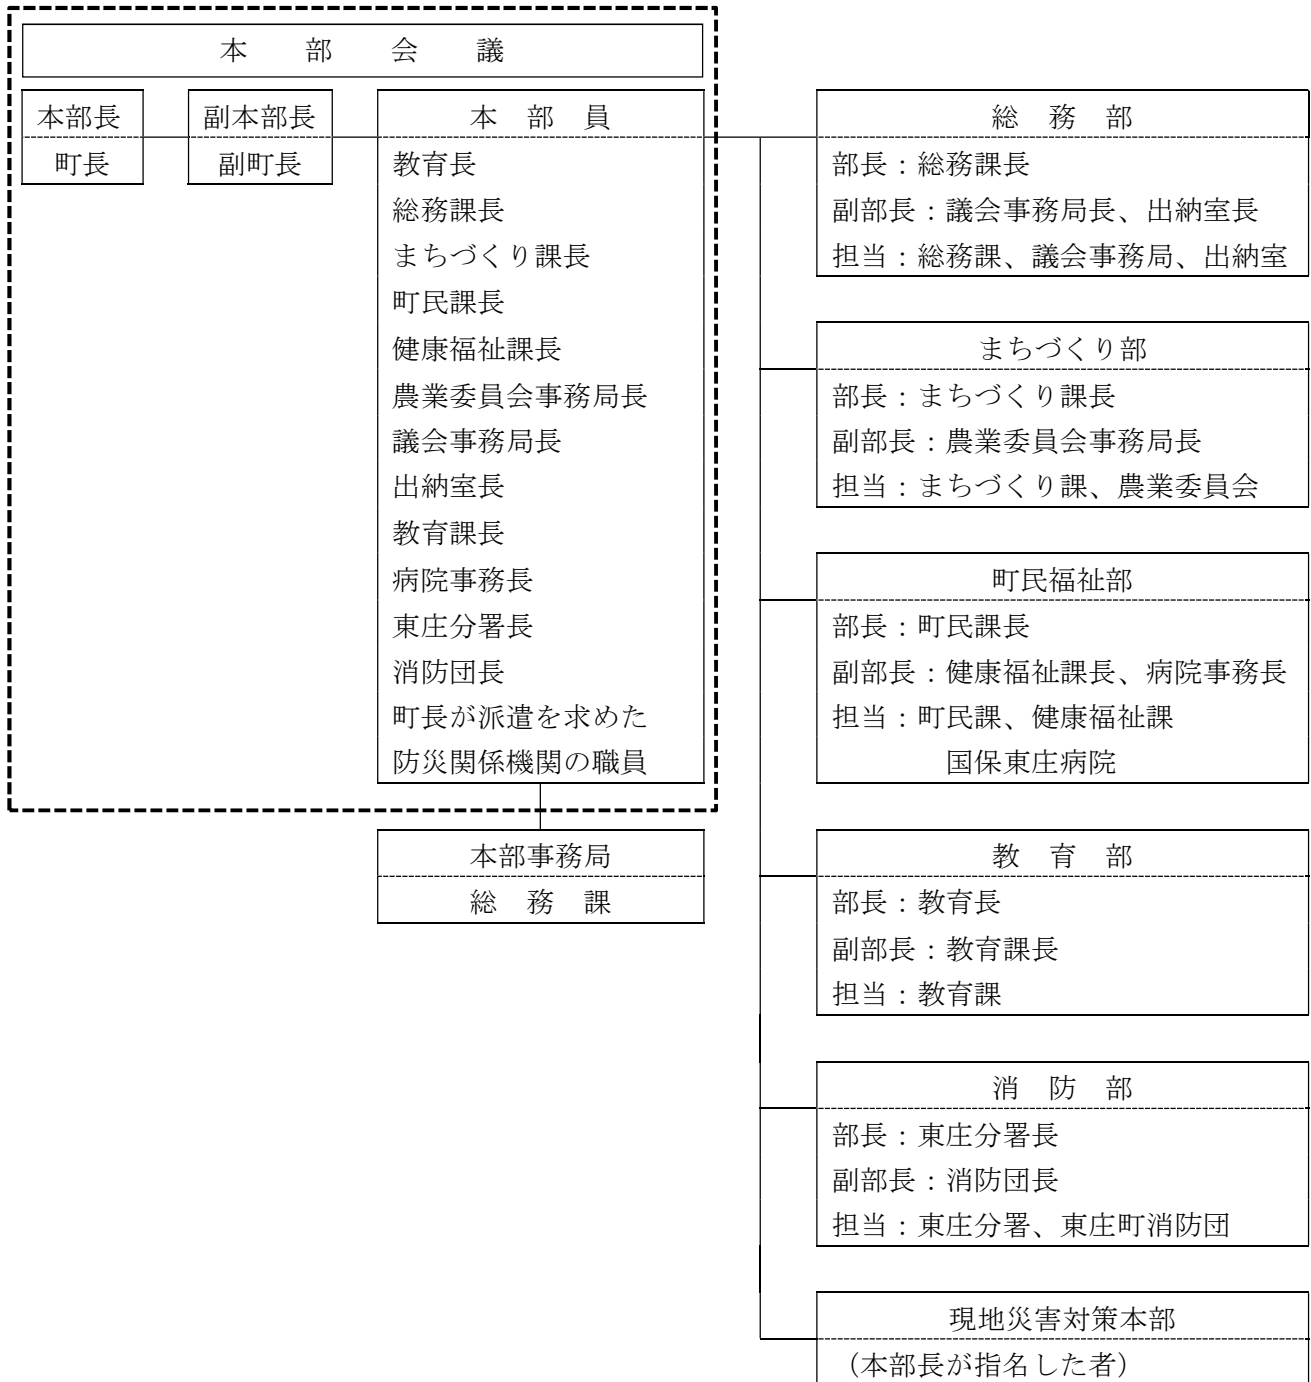 本部会議
本部長
町長
副本部長
副町長
本部員
教育長
総務課長
まちづくり課長
町民課長
健康福祉課長
農業委員会事務局長
議会事務局長
出納室長
教育課長
病院事務長
東庄分署長
消防団長
町長が派遣を求めた
防災関係機関の職員
本部事務局
総務課
総務部
部長：総務課長
副部長：議会事務局長、出納室長
担当：総務課、議会事務局、出納室
まちづくり部
部長：まちづくり課長
副部長：農業委員会事務局長
担当：まちづくり課、農業委員会
町民福祉部
部長：町民課長
副部長：健康福祉課長、病院事務長
担当：町民課、健康福祉課
国保東庄病院
教育部
部長：教育長
副部長：教育課長
担当：教育課
消防部
部長：東庄分署長
副部長：消防団長
担当：東庄分署、東庄町消防団
現地災害対策本部
（本部長が指名した者）